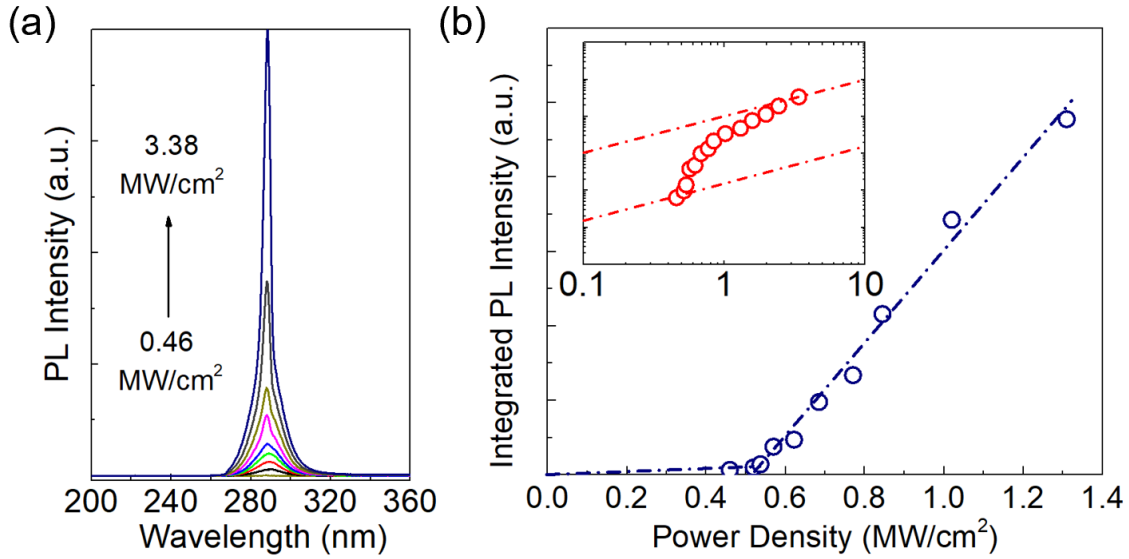 (a)
PL Intensity (a.u.)
3.38
MW/cm²
0.46
MW/cm²
200 240 280 320 360
Wavelength (nm)
(b)
Integrated PL Intensity (a.u.)
0.1 1 10
0.0 0.2 0.4 0.6 0.8 1.0 1.2 1.4
Power Density (MW/cm²)